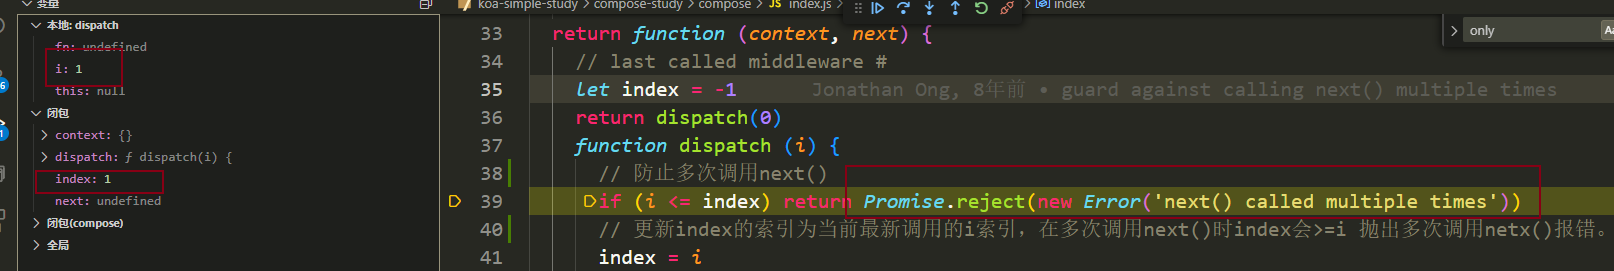 变量
本地: dispatch
fn: undefined
i: 1
this: null
闭包
context: {}
dispatch: ƒ dispatch(i) {
index: 1
next: undefined
闭包(compose)
全局
koa-simple-study > compose-study > compose > JS index.js > index
only
33 return function (context, next) {
34 // last called middleware #
35 let index = -1 Jonathan Ong, 8年前 • guard against calling next() multiple times
36 return dispatch(0)
37 function dispatch (i) {
38 // 防止多次调用next()
39 if (i <= index) return Promise.reject(new Error('next() called multiple times'))
40 // 更新index的索引为当前最新调用的i索引，在多次调用next()时index会>=i 抛出多次调用netx()报错。
41 index = i